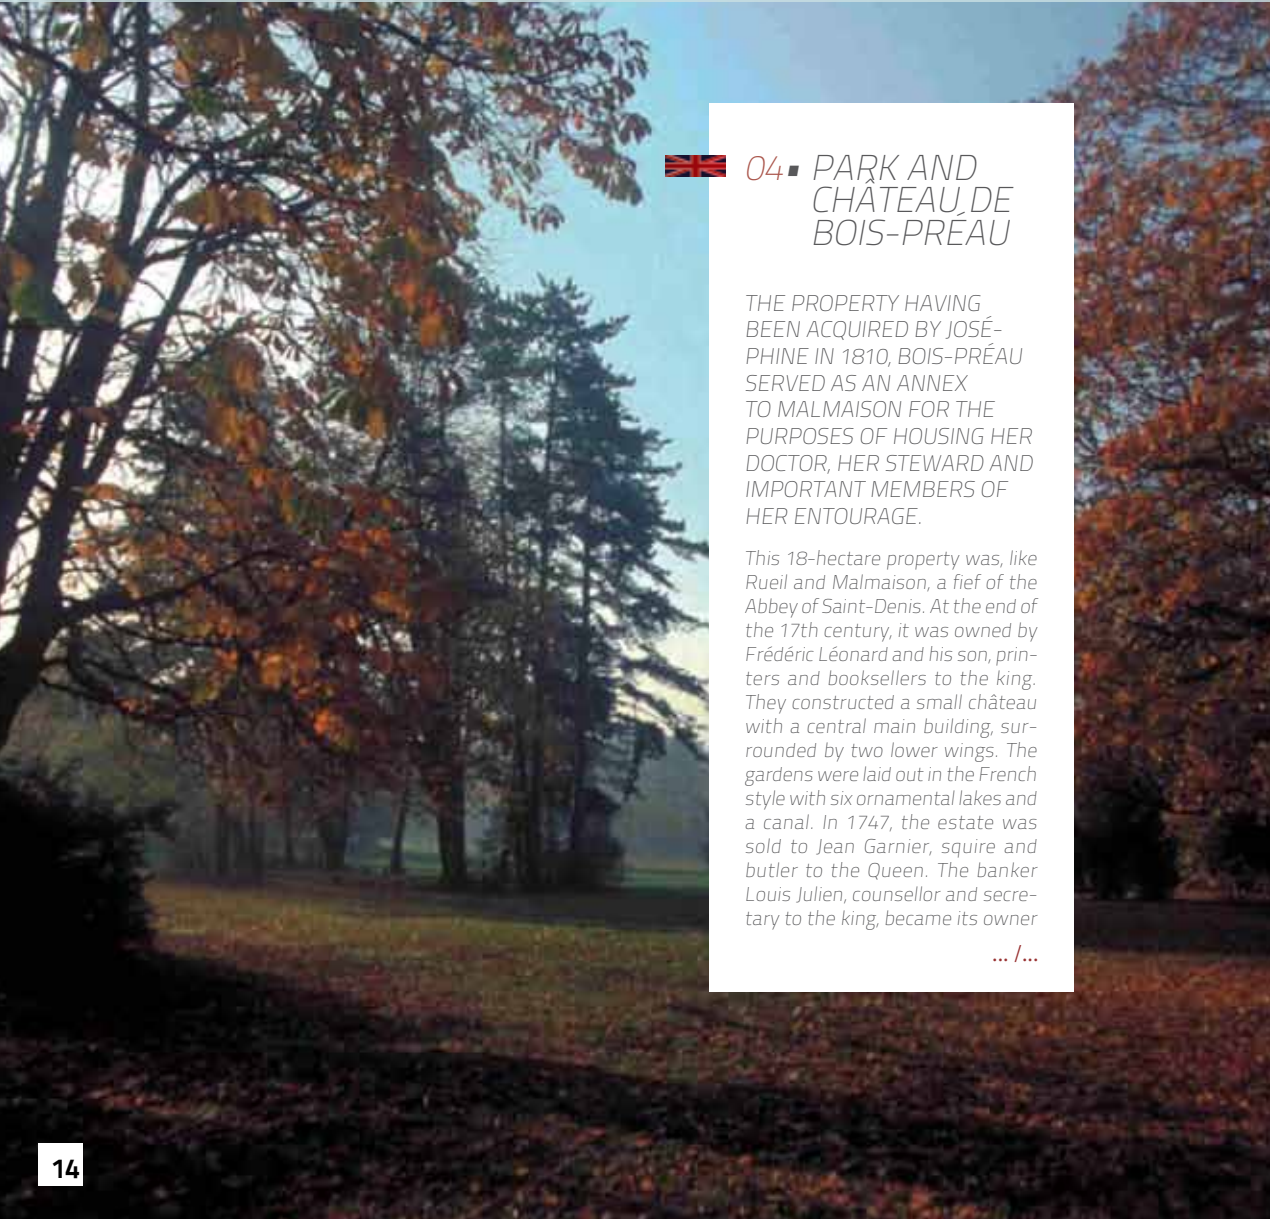 04▪ PARK AND
CHÂTEAU DE
BOIS-PRÉAU
THE PROPERTY HAVING
BEEN ACQUIRED BY JOSÉ-
PHINE IN 1810, BOIS-PRÉAU
SERVED AS AN ANNEX
TO MALMAISON FOR THE
PURPOSES OF HOUSING HER
DOCTOR, HER STEWARD AND
IMPORTANT MEMBERS OF
HER ENTOURAGE.
This 18-hectare property was, like
Rueil and Malmaison, a fief of the
Abbey of Saint-Denis. At the end of
the 17th century, it was owned by
Frédéric Léonard and his son, prin-
ters and booksellers to the king.
They constructed a small château
with a central main building, sur-
rounded by two lower wings. The
gardens were laid out in the French
style with six ornamental lakes and
a canal. In 1747, the estate was
sold to Jean Garnier, squire and
butler to the Queen. The banker
Louis Julien, counsellor and secre-
tary to the king, became its owner
... /...
14